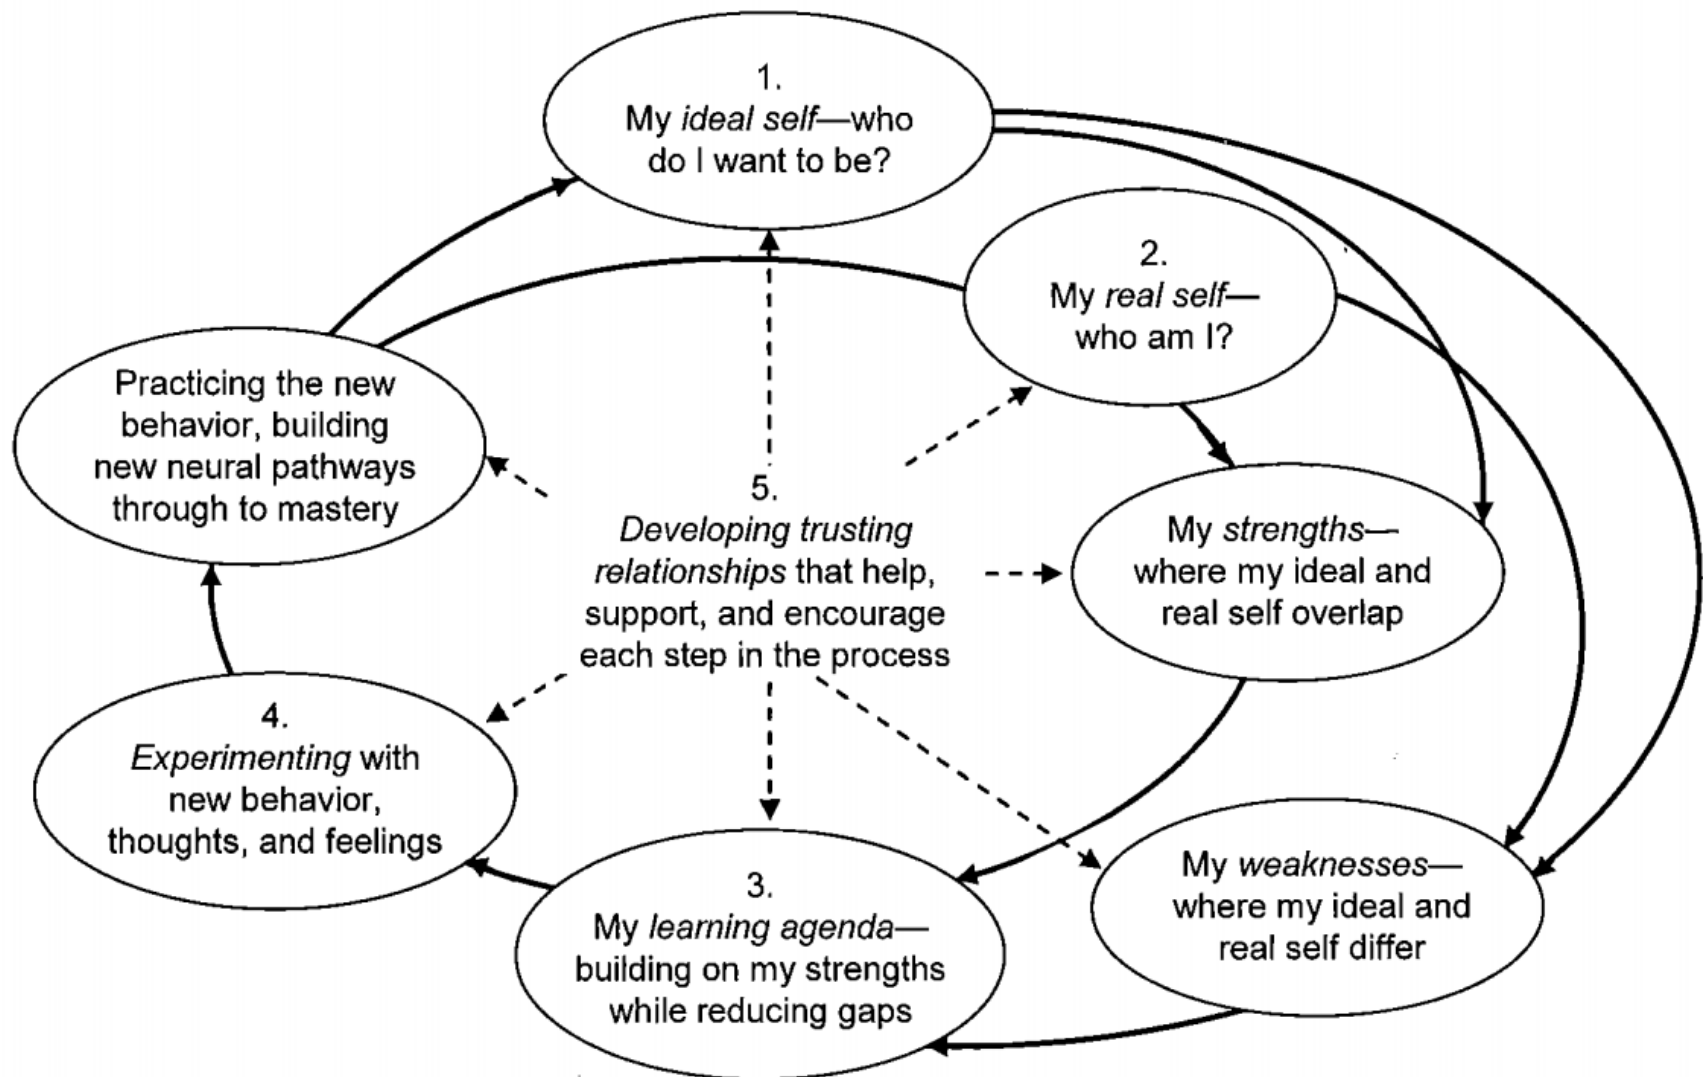 1.
My ideal self—who
do I want to be?
2.
My real self—
who am I?
Practicing the new
behavior, building
new neural pathways
through to mastery
5.
Developing trusting
relationships that help,
support, and encourage
each step in the process
My strengths—
where my ideal and
real self overlap
4.
Experimenting with
new behavior,
thoughts, and feelings
3.
My learning agenda—
building on my strengths
while reducing gaps
My weaknesses—
where my ideal and
real self differ